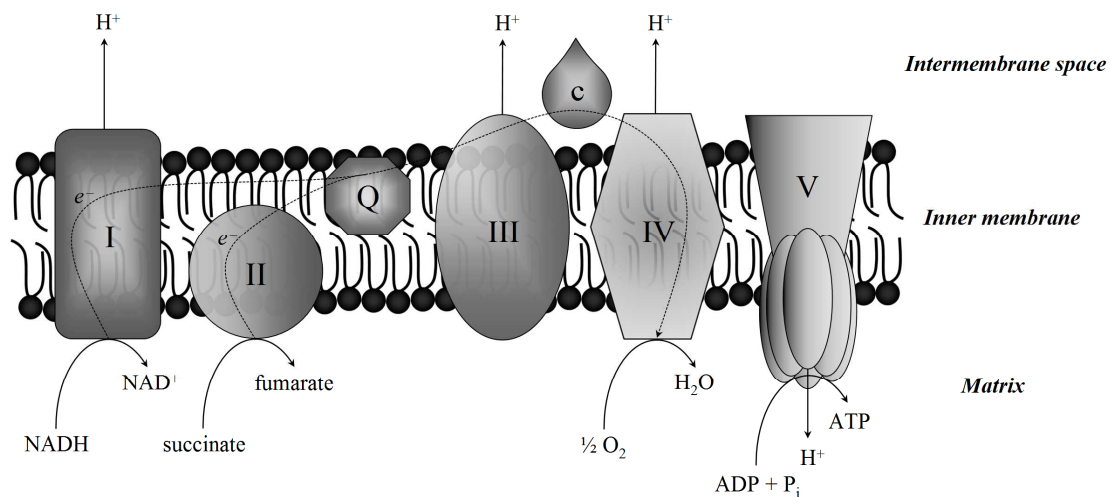 H⁺ H⁺ H⁺
Intermembrane space
c
e⁻ Q V
I e⁻ III IV Inner membrane
II
NAD⁺ fumarate H₂O Matrix
NADH succinate ½ O₂ ATP
H⁺
ADP + Pᵢ